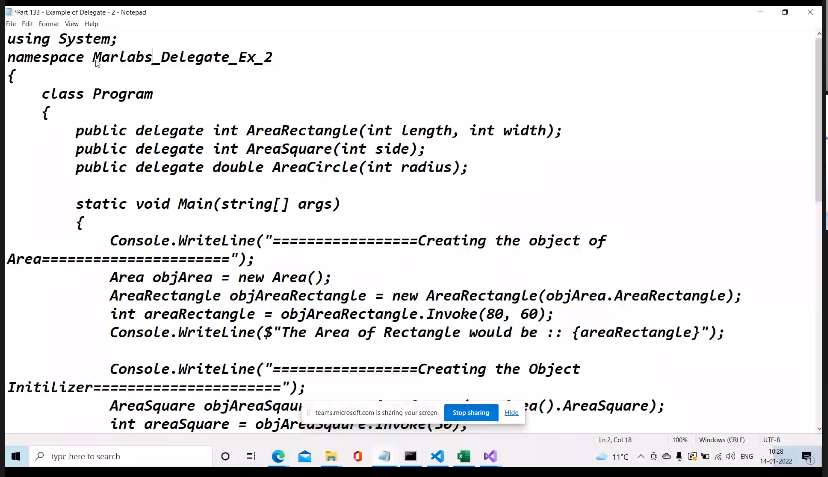 *Part 133 - Example of Delegate - 2 - Notepad
File Edit Format View Help
using System;
namespace Marlabs_Delegate_Ex_2
{
class Program
{
public delegate int AreaRectangle(int length, int width);
public delegate int AreaSquare(int side);
public delegate double AreaCircle(int radius);
static void Main(string[] args)
{
Console.WriteLine("=================Creating the object of
Area======================");
Area objArea = new Area();
AreaRectangle objAreaRectangle = new AreaRectangle(objArea.AreaRectangle);
int areaRectangle = objAreaRectangle.Invoke(80, 60);
Console.WriteLine($"The Area of Rectangle would be :: {areaRectangle}");
Console.WriteLine("=================Creating the Object
Initilizer======================");
AreaSquare objAreaSquare().AreaSquare);
teams.microsoft.com is sharing your screen. Stop sharing Hide
int areaSquare = objAreaSquare.Invoke(50);
Ln 2, Col 18 100% Windows (CRLF) UTF-8
Type here to search 11°C ENG 10:28
14-01-2022